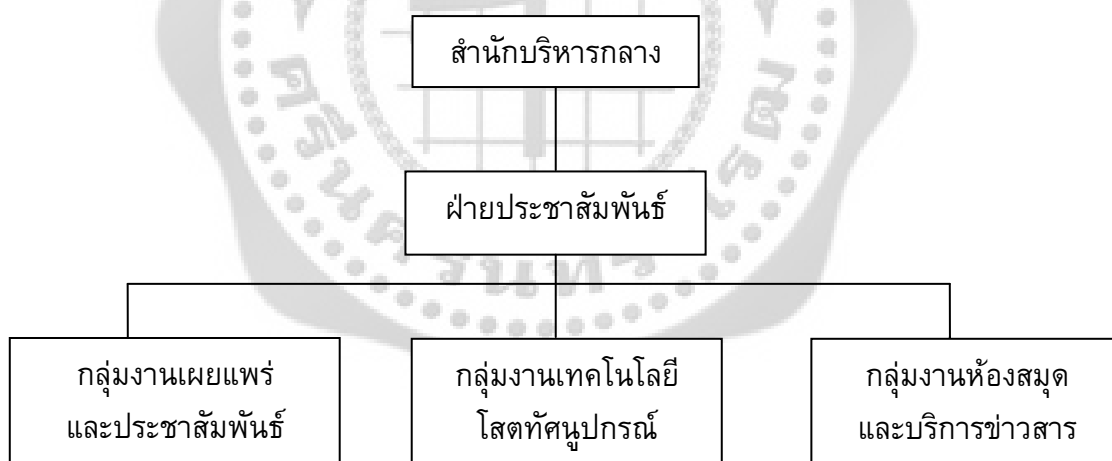 สำนักบริหารกลาง
ฝ่ายประชาสัมพันธ์
กลุ่มงานเผยแพร่
และประชาสัมพันธ์
กลุ่มงานเทคโนโลยี
โสตทัศนูปกรณ์
กลุ่มงานห้องสมุด
และบริการข่าวสาร